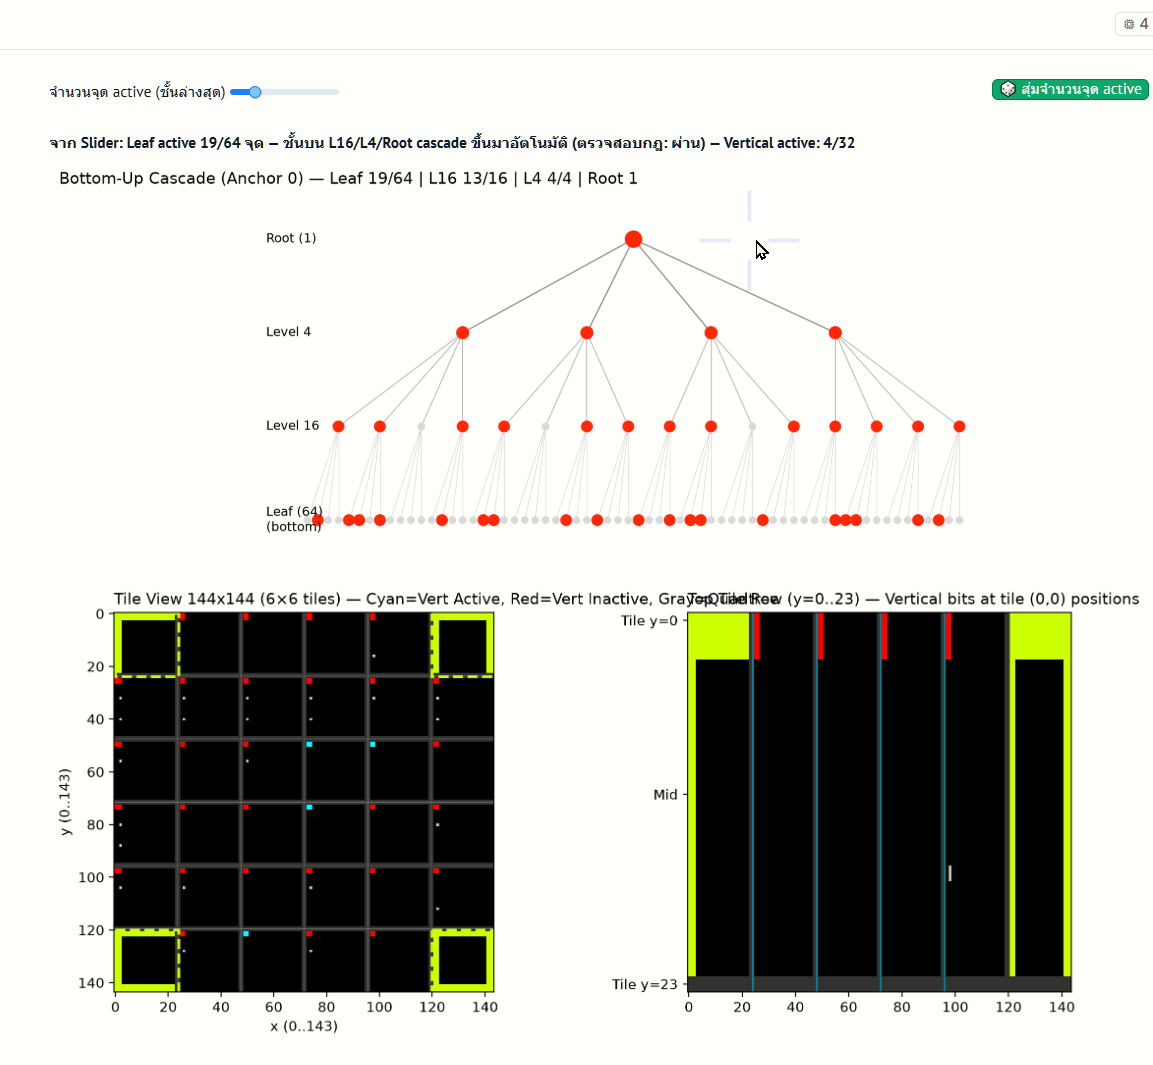 4
จำนวนจุด active (ชั้นล่างสุด)
🎲 สุ่มจำนวนจุด active
จาก Slider: Leaf active 19/64 จุด — ชั้นบน L16/L4/Root cascade ขึ้นมาอัตโนมัติ (ตรวจสอบกฎ: ผ่าน) — Vertical active: 4/32
Bottom-Up Cascade (Anchor 0) — Leaf 19/64 | L16 13/16 | L4 4/4 | Root 1
Root (1)
Level 4
Level 16
Leaf (64)
(bottom)
Tile View 144x144 (6×6 tiles) — Cyan=Vert Active, Red=Vert Inactive, Gray=Quadtree
Top Tile Row (y=0..23) — Vertical bits at tile (0,0) positions
0
20
40
60
80
100
120
140
y (0..143)
0 20 40 60 80 100 120 140
x (0..143)
Tile y=0
Mid
Tile y=23
0 20 40 60 80 100 120 140